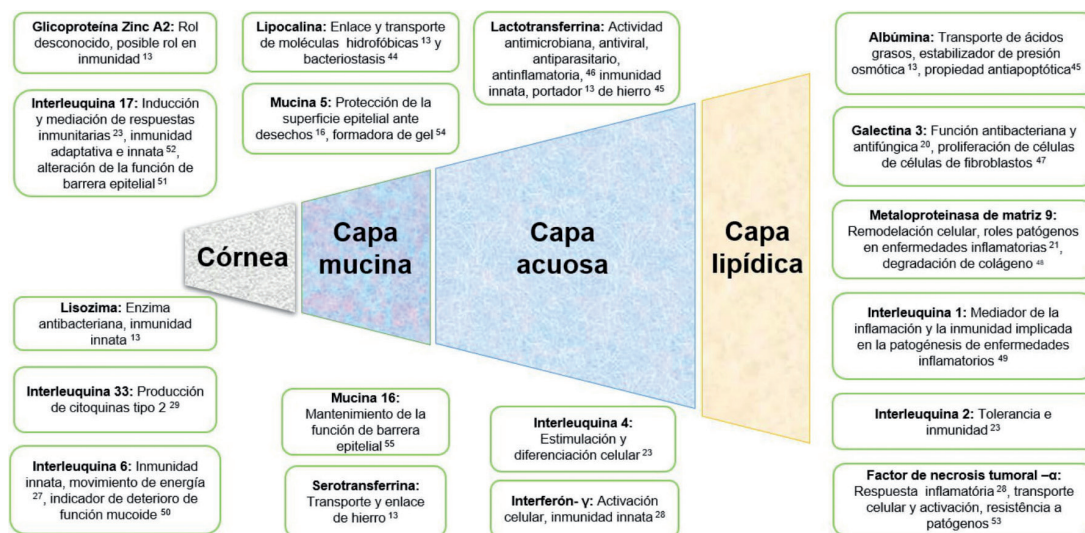 Glicoproteína Zinc A2: Rol
desconocido, posible rol en
inmunidad 13
Interleuquina 17: Inducción
y mediación de respuestas
inmunitarias 23, inmunidad
adaptativa e innata 52,
alteración de la función de
barrera epitelial 51
Lipocalina: Enlace y transporte
de moléculas hidrofóbicas 13 y
bacteriostasis 44
Mucina 5: Protección de la
superficie epitelial ante
desechos 16, formadora de gel 54
Lactotransferrina: Actividad
antimicrobiana, antiviral,
antiparasitario,
antinflamatoria, 46 inmunidad
innata, portador 13 de hierro 45
Albúmina: Transporte de ácidos
grasos, estabilizador de presión
osmótica 13, propiedad antiapoptótica45
Galectina 3: Función antibacteriana y
antifúngica 20, proliferación de células
de células de fibroblastos 47
Metaloproteinasa de matriz 9:
Remodelación celular, roles patógenos
en enfermedades inflamatorias 21,
degradación de colágeno 48
Interleuquina 1: Mediador de la
inflamación y la inmunidad implicada
en la patogénesis de enfermedades
inflamatorios 49
Interleuquina 2: Tolerancia e
inmunidad 23
Factor de necrosis tumoral –α:
Respuesta inflamatória 28, transporte
celular y activación, resistência a
patógenos 53
Córnea
Capa
mucina
Capa
acuosa
Capa
lipídica
Lisozima: Enzima
antibacteriana, inmunidad
innata 13
Interleuquina 33: Producción
de citoquinas tipo 2 29
Interleuquina 6: Inmunidad
innata, movimiento de energía
27, indicador de deterioro de
función mucoide 50
Mucina 16:
Mantenimiento de la
función de barrera
epitelial 55
Serotransferrina:
Transporte y enlace
de hierro 13
Interleuquina 4:
Estimulación y
diferenciación celular 23
Interferón- γ: Activación
celular, inmunidad innata 28